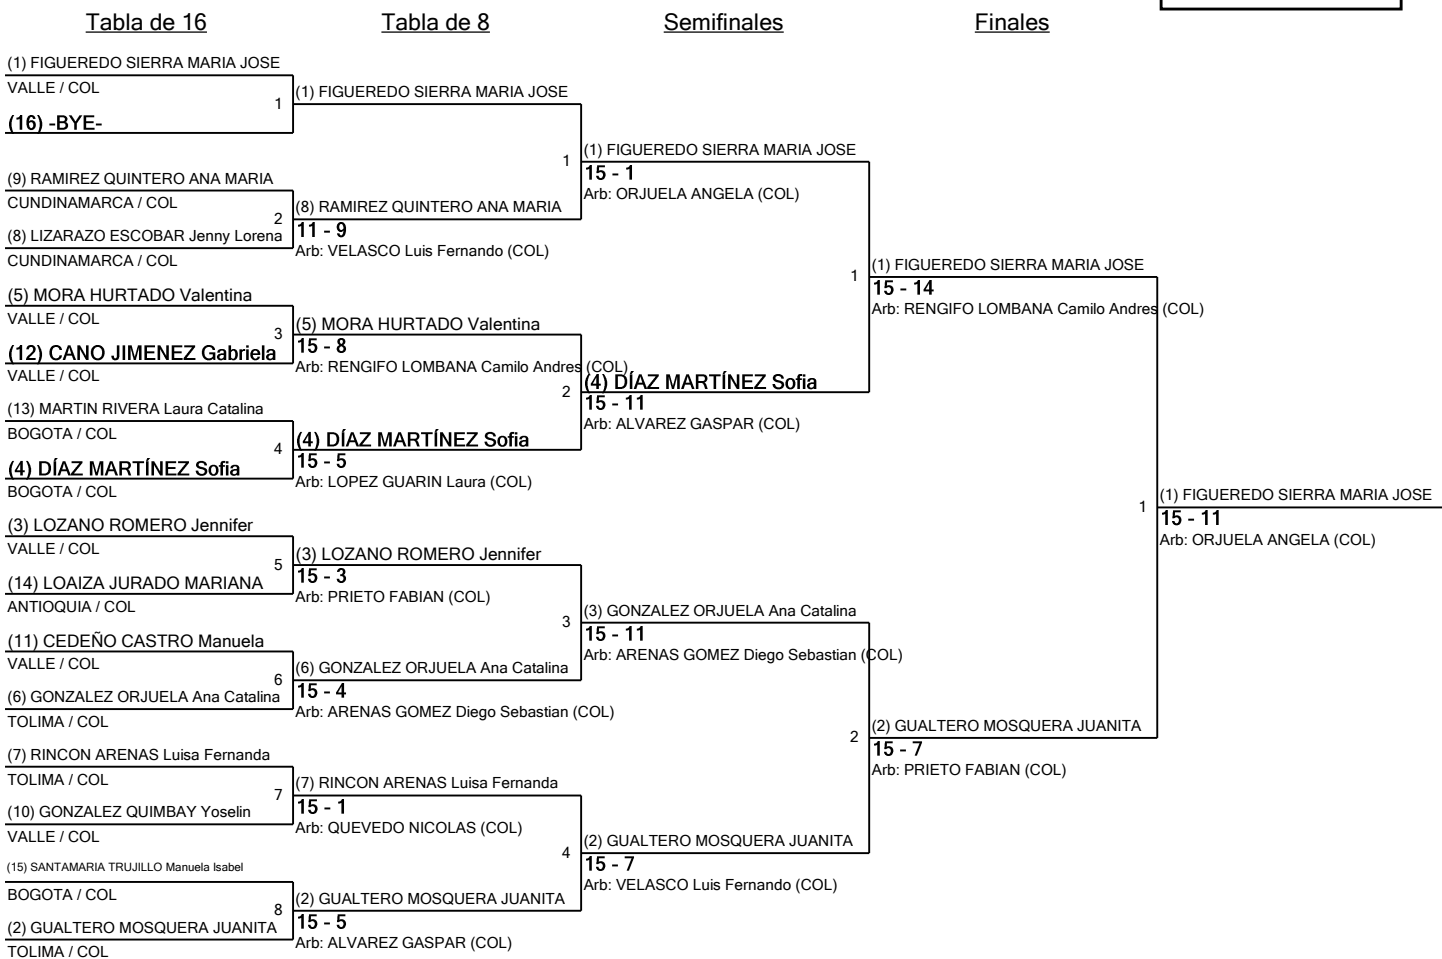 Tabla de 16
Tabla de 8
Semifinales
Finales
(1) FIGUEREDO SIERRA MARIA JOSE
VALLE / COL
1
(16) -BYE-
(9) RAMIREZ QUINTERO ANA MARIA
CUNDINAMARCA / COL
2
(8) LIZARAZO ESCOBAR Jenny Lorena
CUNDINAMARCA / COL
(5) MORA HURTADO Valentina
VALLE / COL
3
(12) CANO JIMENEZ Gabriela
VALLE / COL
(13) MARTIN RIVERA Laura Catalina
BOGOTA / COL
4
(4) DÍAZ MARTÍNEZ Sofia
BOGOTA / COL
(3) LOZANO ROMERO Jennifer
VALLE / COL
5
(14) LOAIZA JURADO MARIANA
ANTIOQUIA / COL
(11) CEDEÑO CASTRO Manuela
VALLE / COL
6
(6) GONZALEZ ORJUELA Ana Catalina
TOLIMA / COL
(7) RINCON ARENAS Luisa Fernanda
TOLIMA / COL
7
(10) GONZALEZ QUIMBAY Yoselin
VALLE / COL
(15) SANTAMARIA TRUJILLO Manuela Isabel
BOGOTA / COL
8
(2) GUALTERO MOSQUERA JUANITA
TOLIMA / COL
(1) FIGUEREDO SIERRA MARIA JOSE
1
(8) RAMIREZ QUINTERO ANA MARIA
11 - 9
Arb: VELASCO Luis Fernando (COL)
(5) MORA HURTADO Valentina
15 - 8
Arb: RENGIFO LOMBANA Camilo Andres (COL)
2
(4) DÍAZ MARTÍNEZ Sofia
15 - 5
Arb: LOPEZ GUARIN Laura (COL)
(3) LOZANO ROMERO Jennifer
15 - 3
Arb: PRIETO FABIAN (COL)
3
(6) GONZALEZ ORJUELA Ana Catalina
15 - 4
Arb: ARENAS GOMEZ Diego Sebastian (COL)
(7) RINCON ARENAS Luisa Fernanda
15 - 1
Arb: QUEVEDO NICOLAS (COL)
4
(2) GUALTERO MOSQUERA JUANITA
15 - 5
Arb: ALVAREZ GASPAR (COL)
(1) FIGUEREDO SIERRA MARIA JOSE
15 - 1
Arb: ORJUELA ANGELA (COL)
1
(4) DÍAZ MARTÍNEZ Sofia
15 - 11
Arb: ALVAREZ GASPAR (COL)
(3) GONZALEZ ORJUELA Ana Catalina
15 - 11
Arb: ARENAS GOMEZ Diego Sebastian (COL)
2
(2) GUALTERO MOSQUERA JUANITA
15 - 7
Arb: VELASCO Luis Fernando (COL)
(1) FIGUEREDO SIERRA MARIA JOSE
15 - 14
Arb: RENGIFO LOMBANA Camilo Andres (COL)
1
(2) GUALTERO MOSQUERA JUANITA
15 - 7
Arb: PRIETO FABIAN (COL)
(1) FIGUEREDO SIERRA MARIA JOSE
15 - 11
Arb: ORJUELA ANGELA (COL)